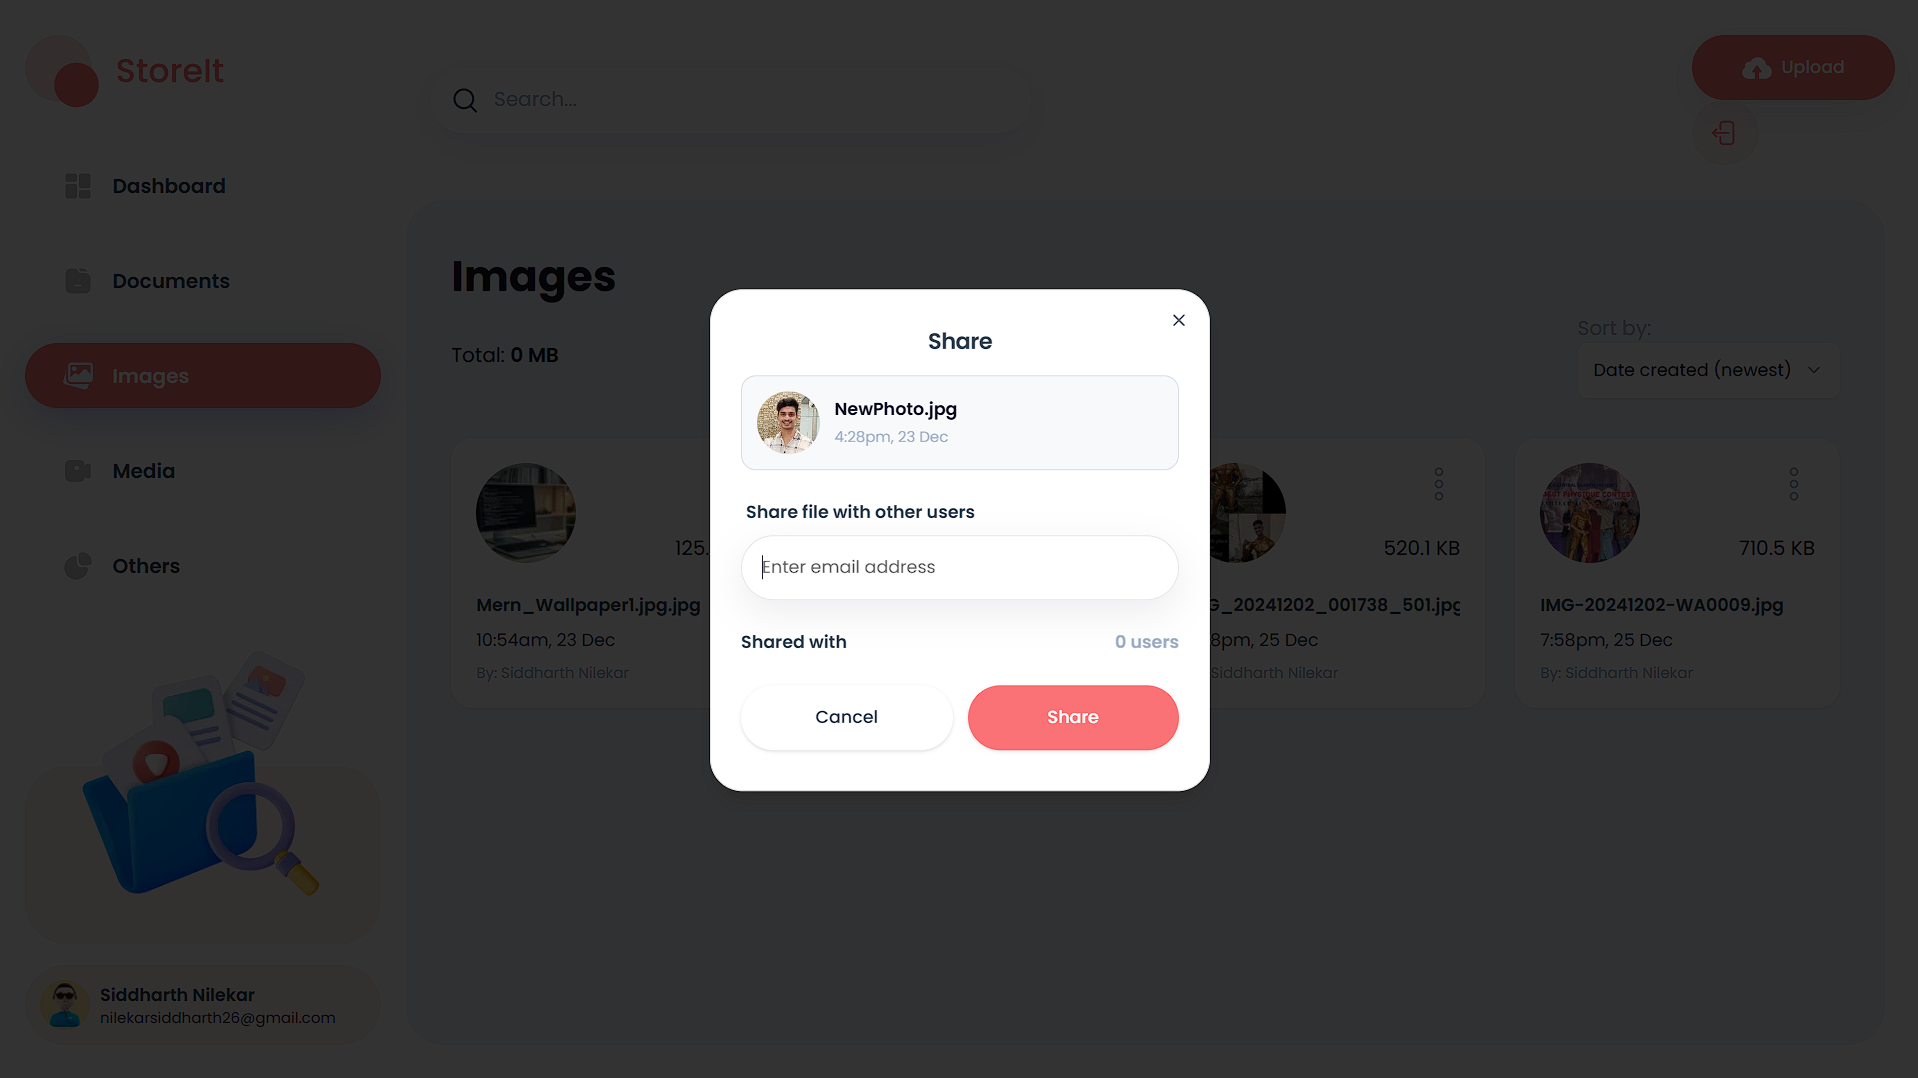 StoreIt
Search...
Upload
Dashboard
Documents
Images
Media
Others
Siddharth Nilekar
nilekarsiddharth26@gmail.com
Images
Total: 0 MB
Sort by:
Date created (newest)
125.
Mern_Wallpaper1.jpg.jpg
10:54am, 23 Dec
By: Siddharth Nilekar
520.1 KB
_20241202_001738_501.jpg
8pm, 25 Dec
Siddharth Nilekar
710.5 KB
IMG-20241202-WA0009.jpg
7:58pm, 25 Dec
By: Siddharth Nilekar
Share
NewPhoto.jpg
4:28pm, 23 Dec
Share file with other users
Enter email address
Shared with
0 users
Cancel
Share